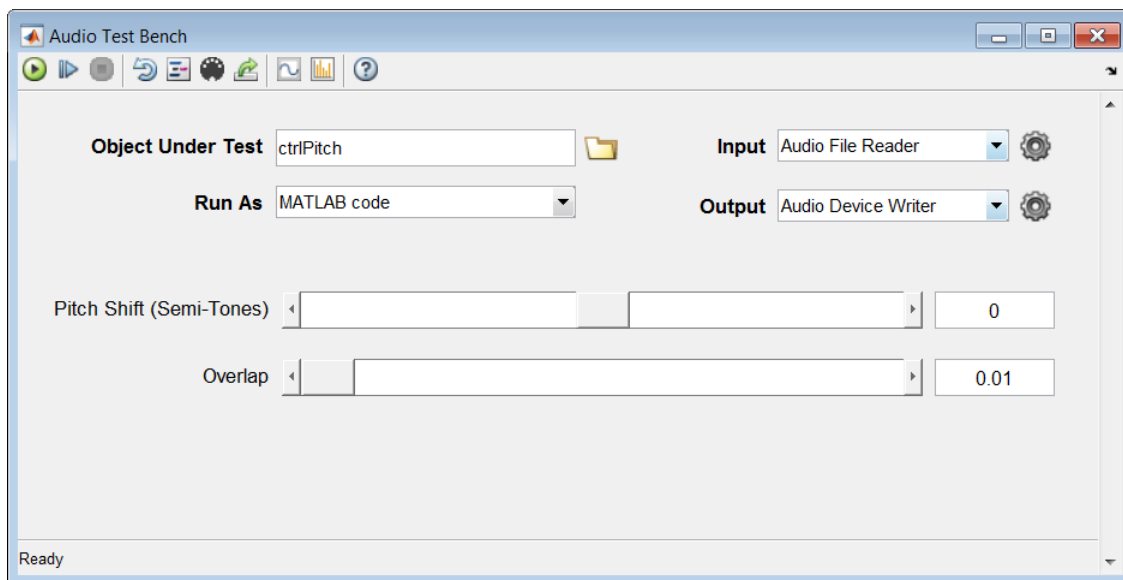 Audio Test Bench
Object Under Test ctrlPitch Input Audio File Reader
Run As MATLAB code Output Audio Device Writer
Pitch Shift (Semi-Tones) 0
Overlap 0.01
Ready